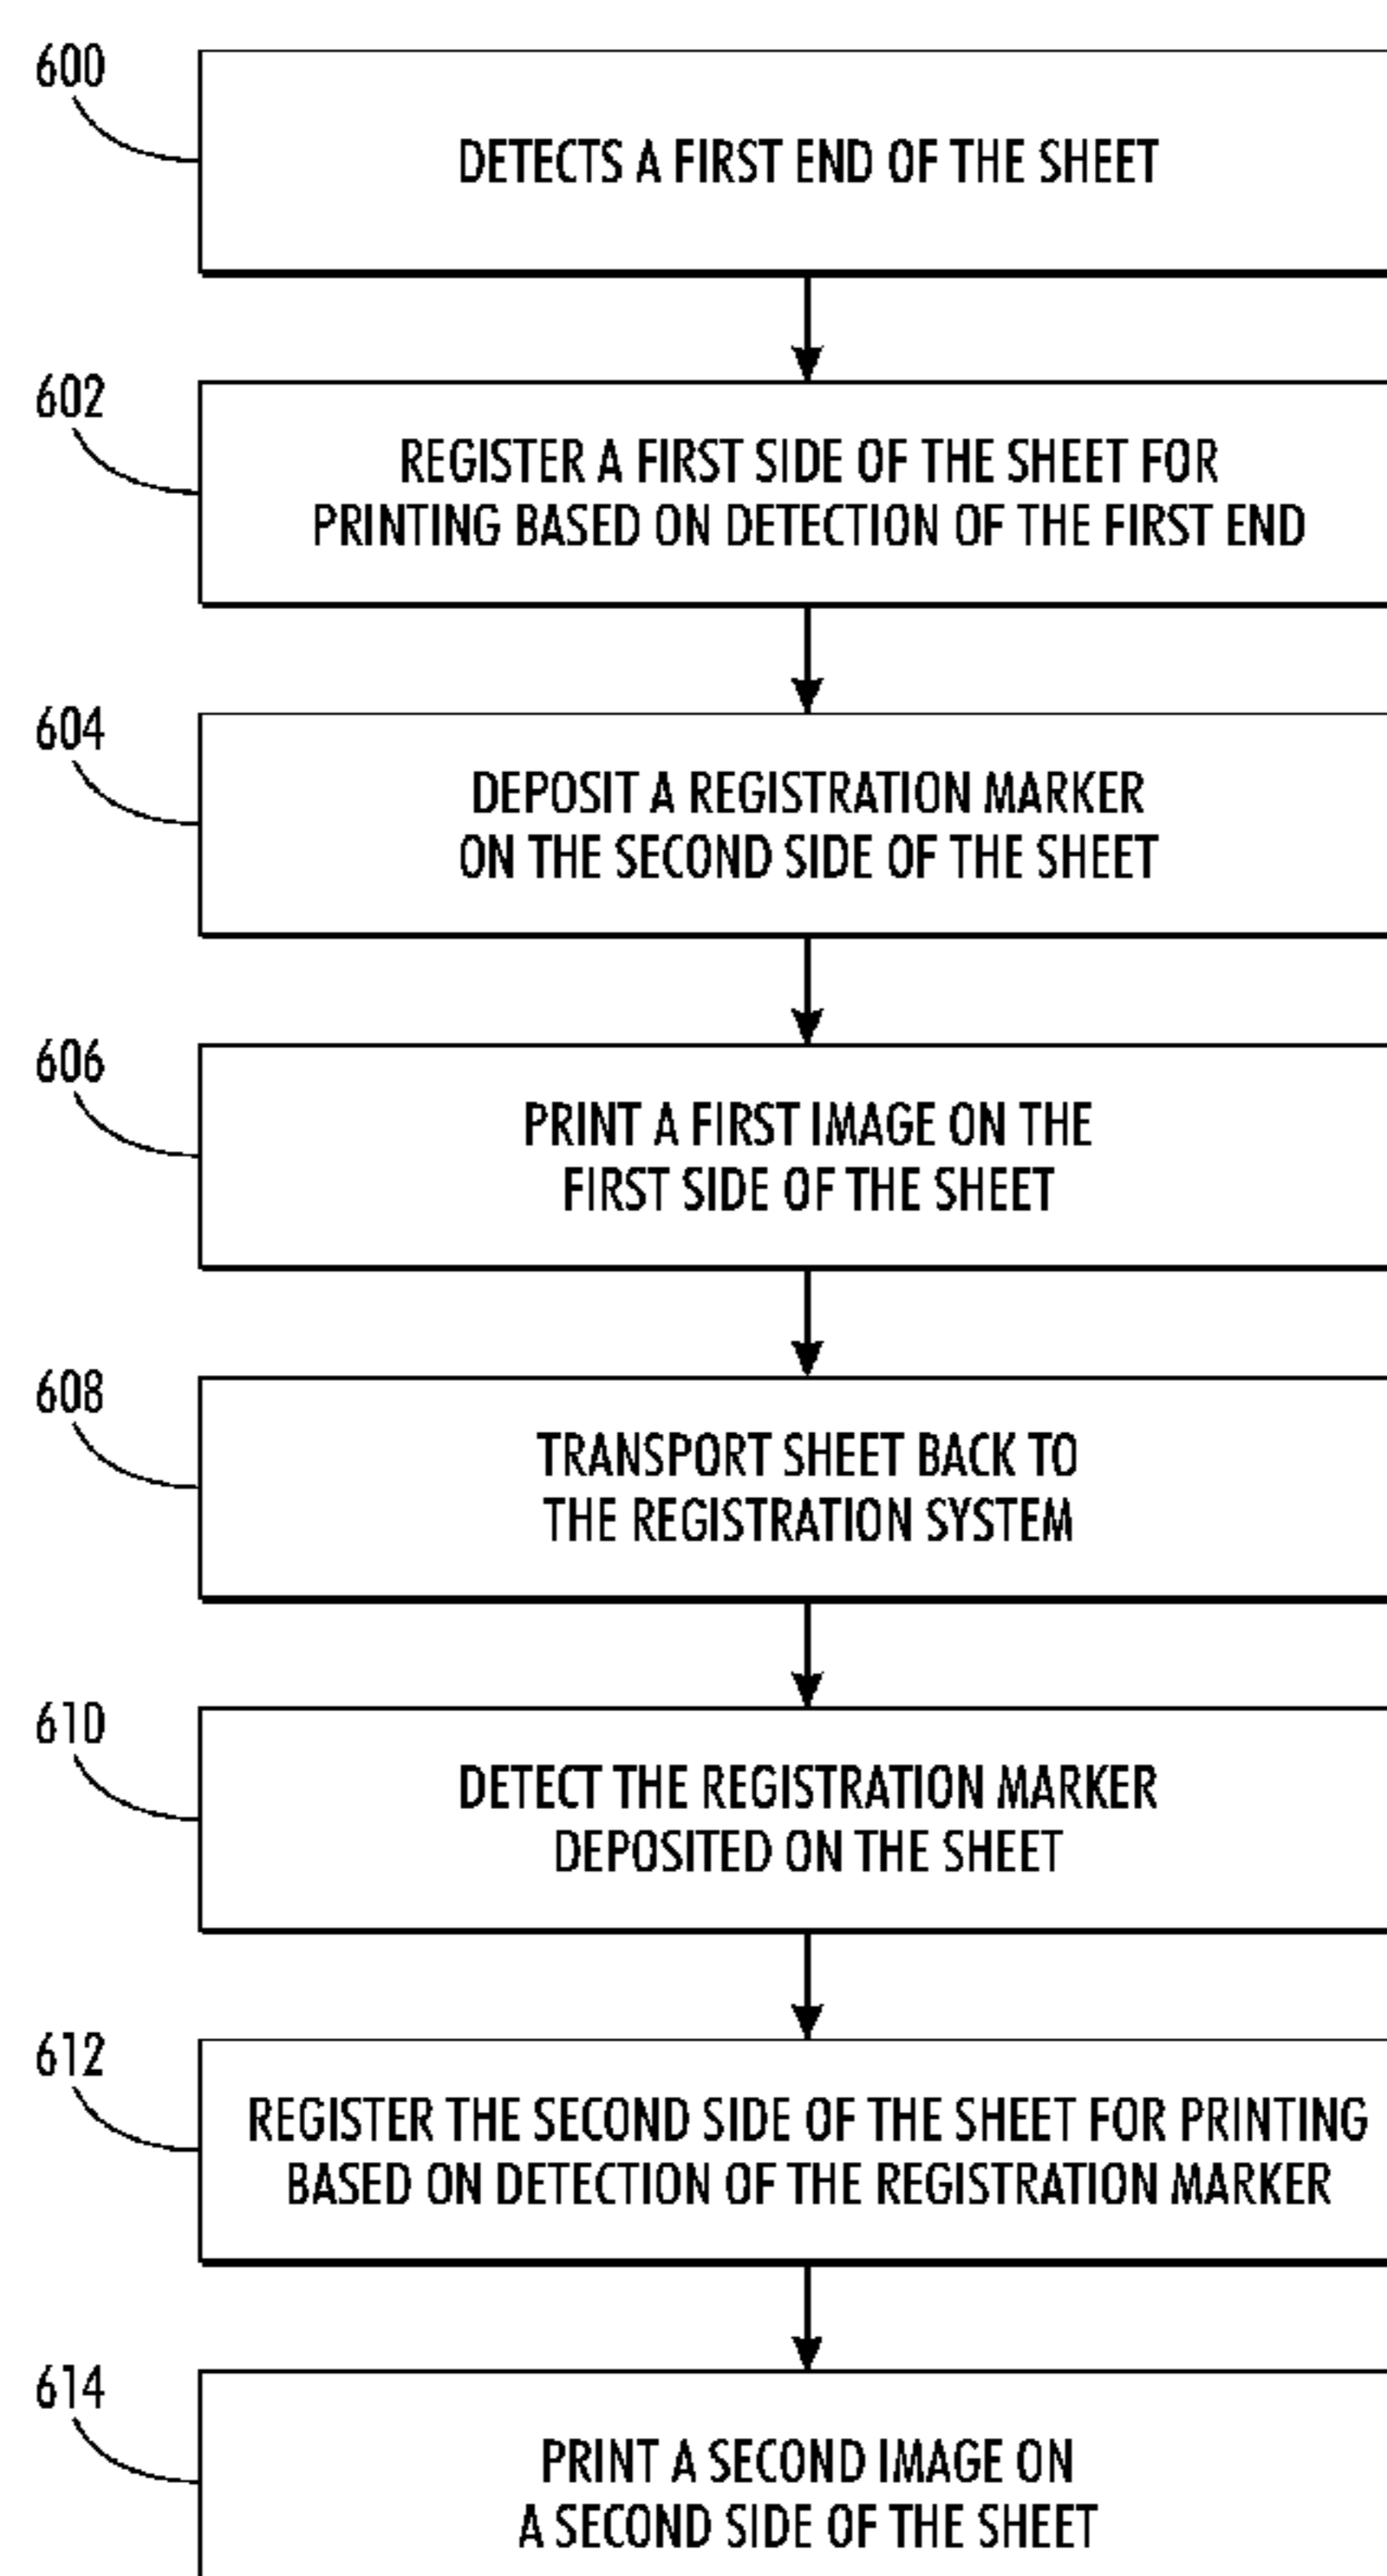 600
DETECTS A FIRST END OF THE SHEET
602
REGISTER A FIRST SIDE OF THE SHEET FOR
PRINTING BASED ON DETECTION OF THE FIRST END
604
DEPOSIT A REGISTRATION MARKER
ON THE SECOND SIDE OF THE SHEET
606
PRINT A FIRST IMAGE ON THE
FIRST SIDE OF THE SHEET
608
TRANSPORT SHEET BACK TO
THE REGISTRATION SYSTEM
610
DETECT THE REGISTRATION MARKER
DEPOSITED ON THE SHEET
612
REGISTER THE SECOND SIDE OF THE SHEET FOR PRINTING
BASED ON DETECTION OF THE REGISTRATION MARKER
614
PRINT A SECOND IMAGE ON
A SECOND SIDE OF THE SHEET